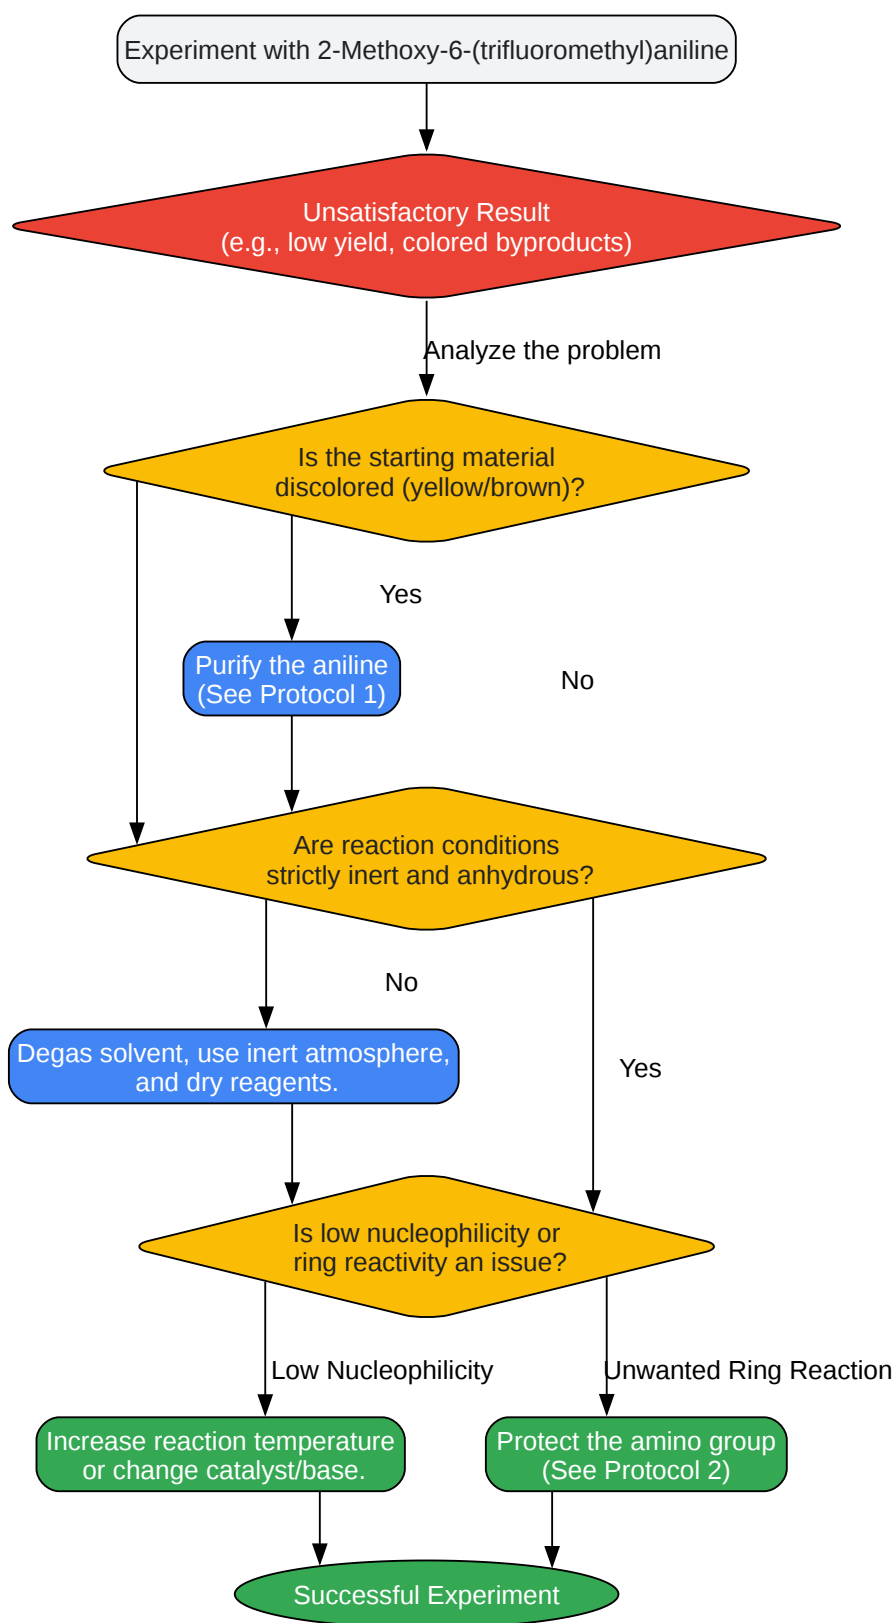 Experiment with 2-Methoxy-6-(trifluoromethyl)aniline
Unsatisfactory Result
(e.g., low yield, colored byproducts)
Analyze the problem
Is the starting material
discolored (yellow/brown)?
Yes
Purify the aniline
(See Protocol 1)
No
Are reaction conditions
strictly inert and anhydrous?
No
Degas solvent, use inert atmosphere,
and dry reagents.
Yes
Is low nucleophilicity or
ring reactivity an issue?
Low Nucleophilicity
Unwanted Ring Reaction
Increase reaction temperature
or change catalyst/base.
Protect the amino group
(See Protocol 2)
Successful Experiment